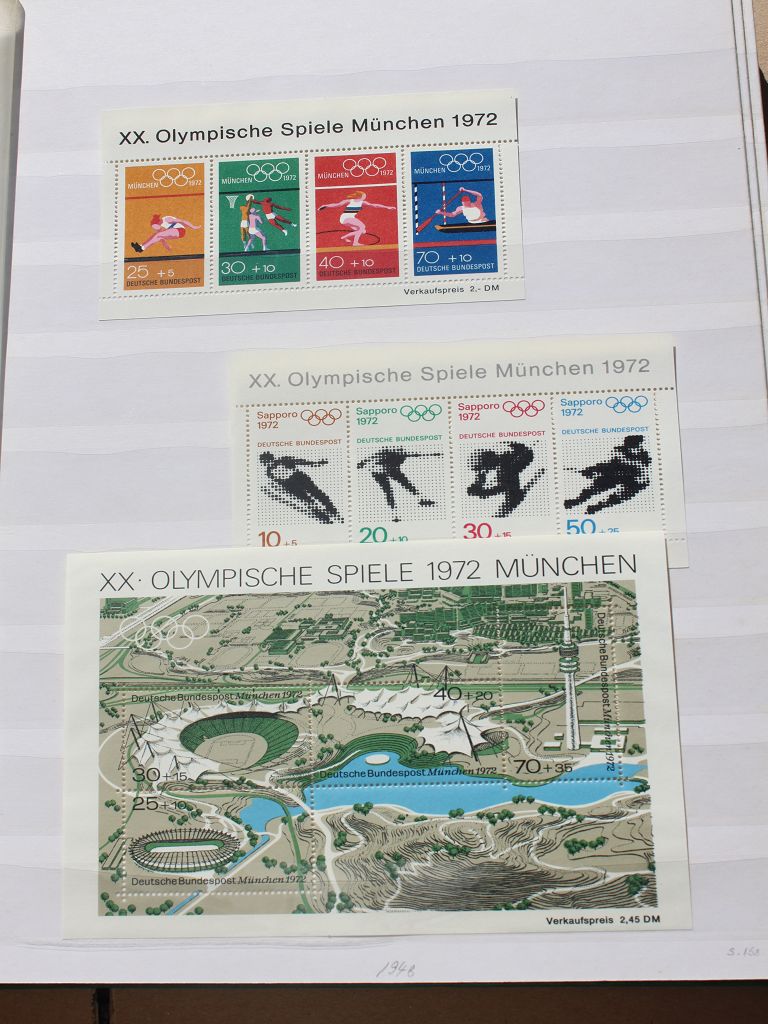 XX. Olympische Spiele München 1972
MÜNCHEN 1972
25 +5
DEUTSCHE BUNDESPOST
MÜNCHEN 1972
30 +10
DEUTSCHE BUNDESPOST
MÜNCHEN 1972
40 +10
DEUTSCHE BUNDESPOST
MÜNCHEN 1972
70 +10
DEUTSCHE BUNDESPOST
Verkaufspreis 2,- DM
XX. Olympische Spiele München 1972
Sapporo
1972
DEUTSCHE BUNDESPOST
10 +5
Sapporo
1972
DEUTSCHE BUNDESPOST
20 +10
Sapporo
1972
DEUTSCHE BUNDESPOST
30 +15
Sapporo
1972
DEUTSCHE BUNDESPOST
50 +25
XX. OLYMPISCHE SPIELE 1972 MÜNCHEN
Deutsche Bundespost München 1972
30+15
40+20
Deutsche Bundespost München 1972
Deutsche Bundespost München 1972
70+35
25+10
Deutsche Bundespost München 1972
Verkaufspreis 2,45 DM